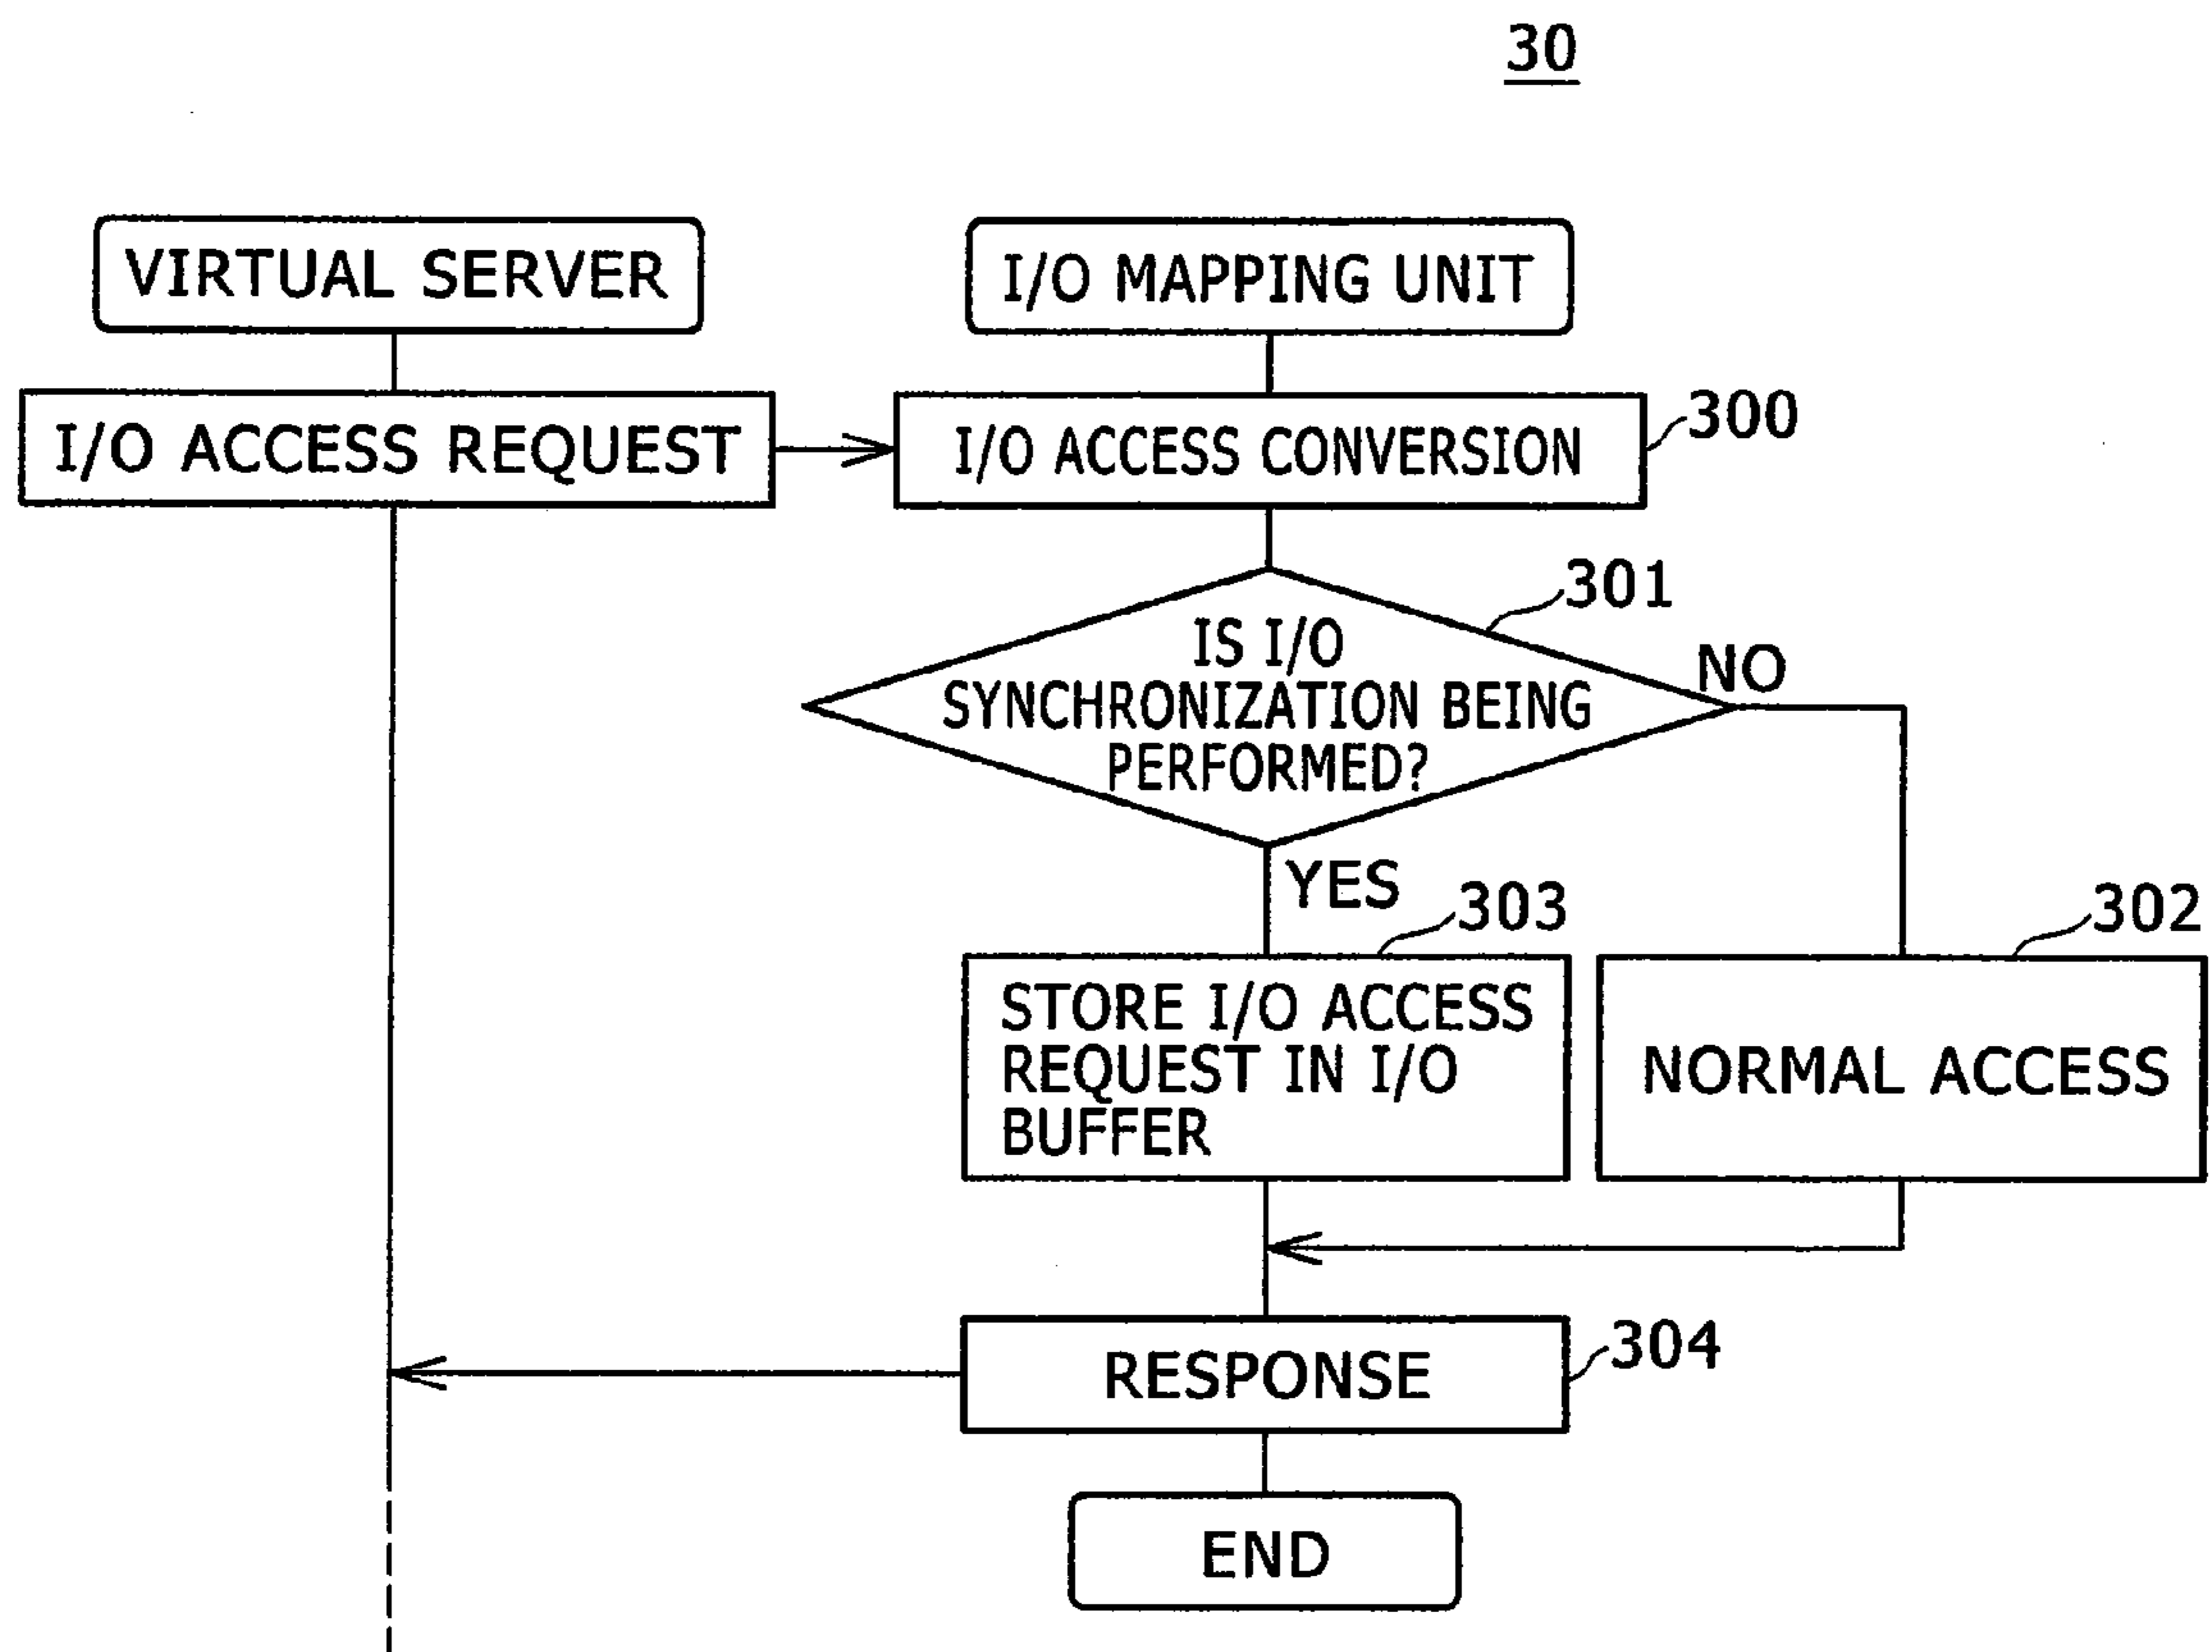 30
VIRTUAL SERVER
I/O MAPPING UNIT
I/O ACCESS REQUEST
I/O ACCESS CONVERSION
300
301
IS I/O
SYNCHRONIZATION BEING
PERFORMED?
NO
YES
303
302
STORE I/O ACCESS
REQUEST IN I/O
BUFFER
NORMAL ACCESS
RESPONSE
304
END